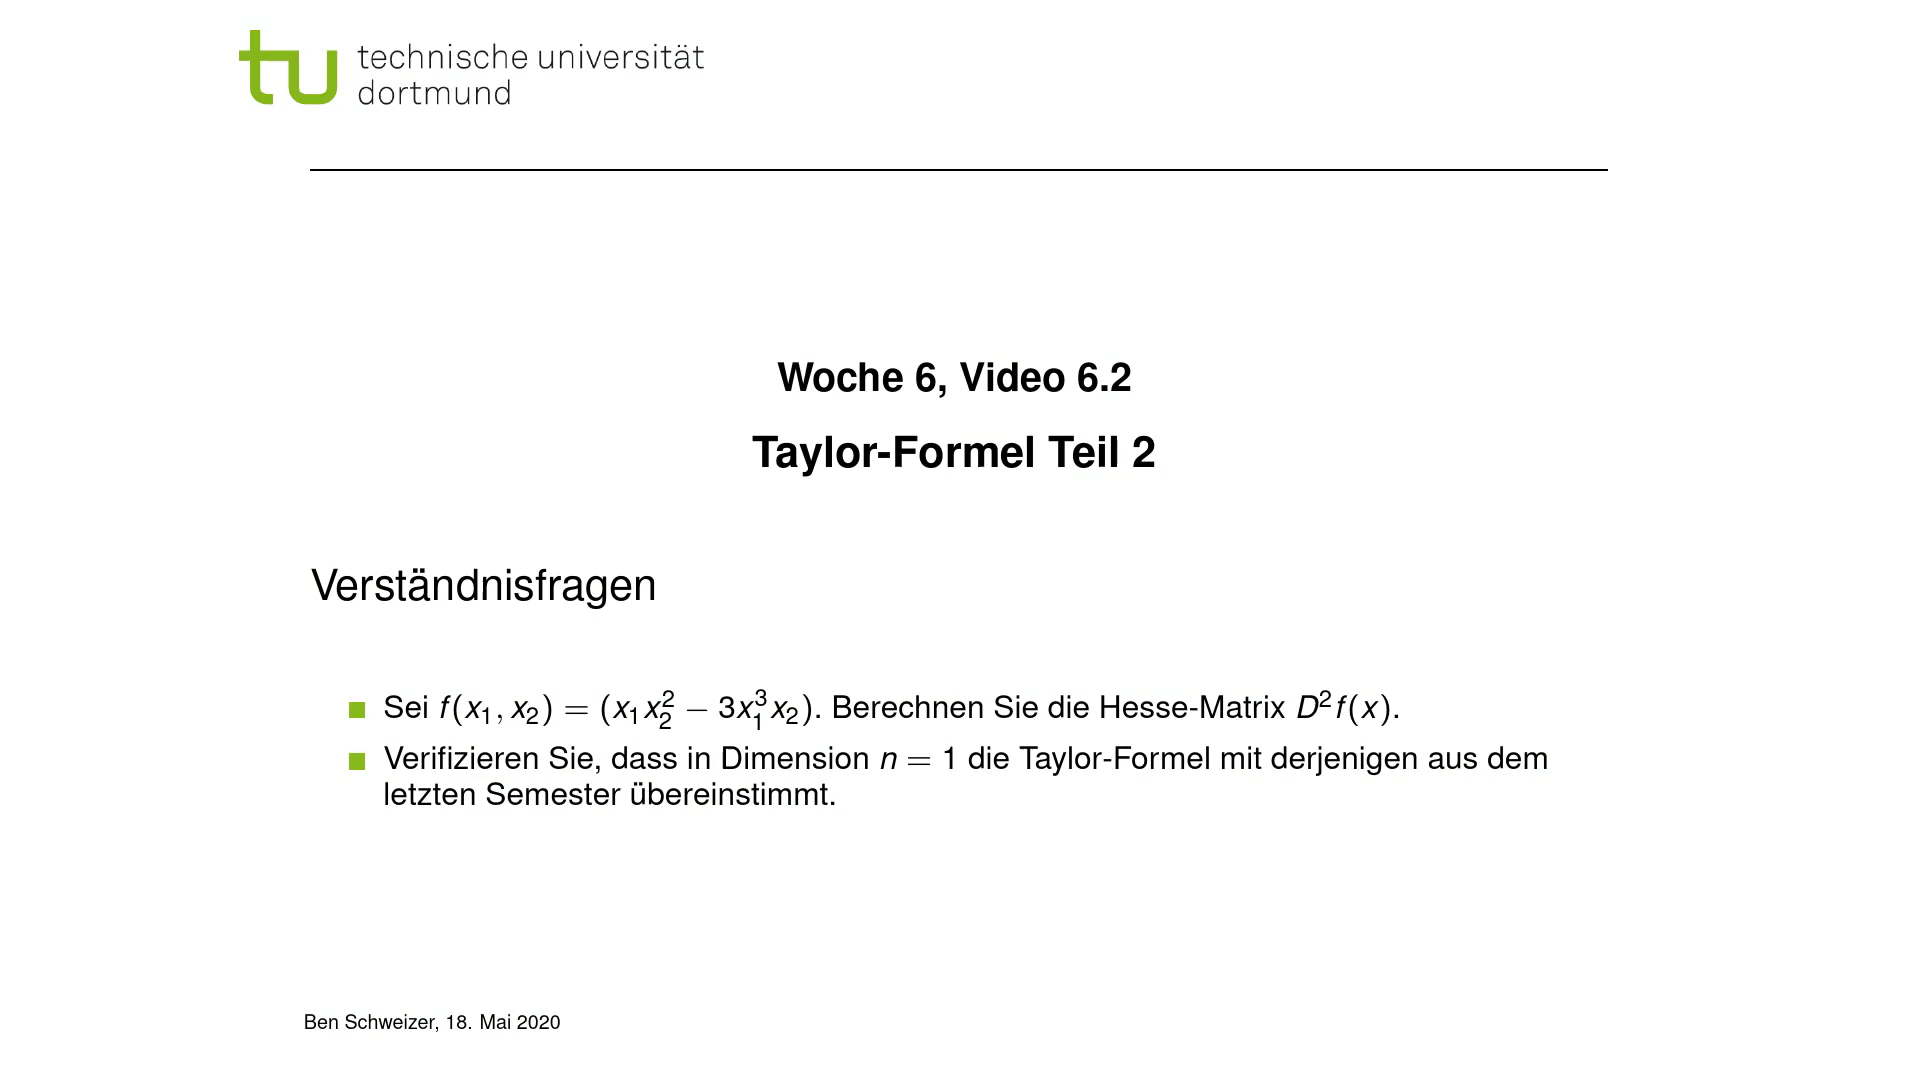 technische universität
dortmund
Woche 6, Video 6.2
Taylor-Formel Teil 2
Verständnisfragen
Sei f(x₁, x₂) = (x₁x₂² − 3x₁³x₂). Berechnen Sie die Hesse-Matrix D²f(x).
Verifizieren Sie, dass in Dimension n = 1 die Taylor-Formel mit derjenigen aus dem
letzten Semester übereinstimmt.
Ben Schweizer, 18. Mai 2020